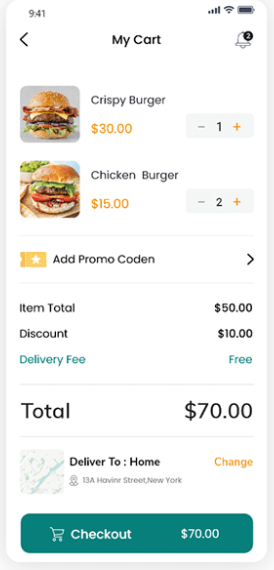 9:41
My Cart
2
Crispy Burger
$30.00
− 1 +
Chicken Burger
$15.00
− 2 +
Add Promo Coden
Item Total $50.00
Discount $10.00
Delivery Fee Free
Total $70.00
Deliver To : Home Change
13A Havinr Street,New York
Checkout $70.00